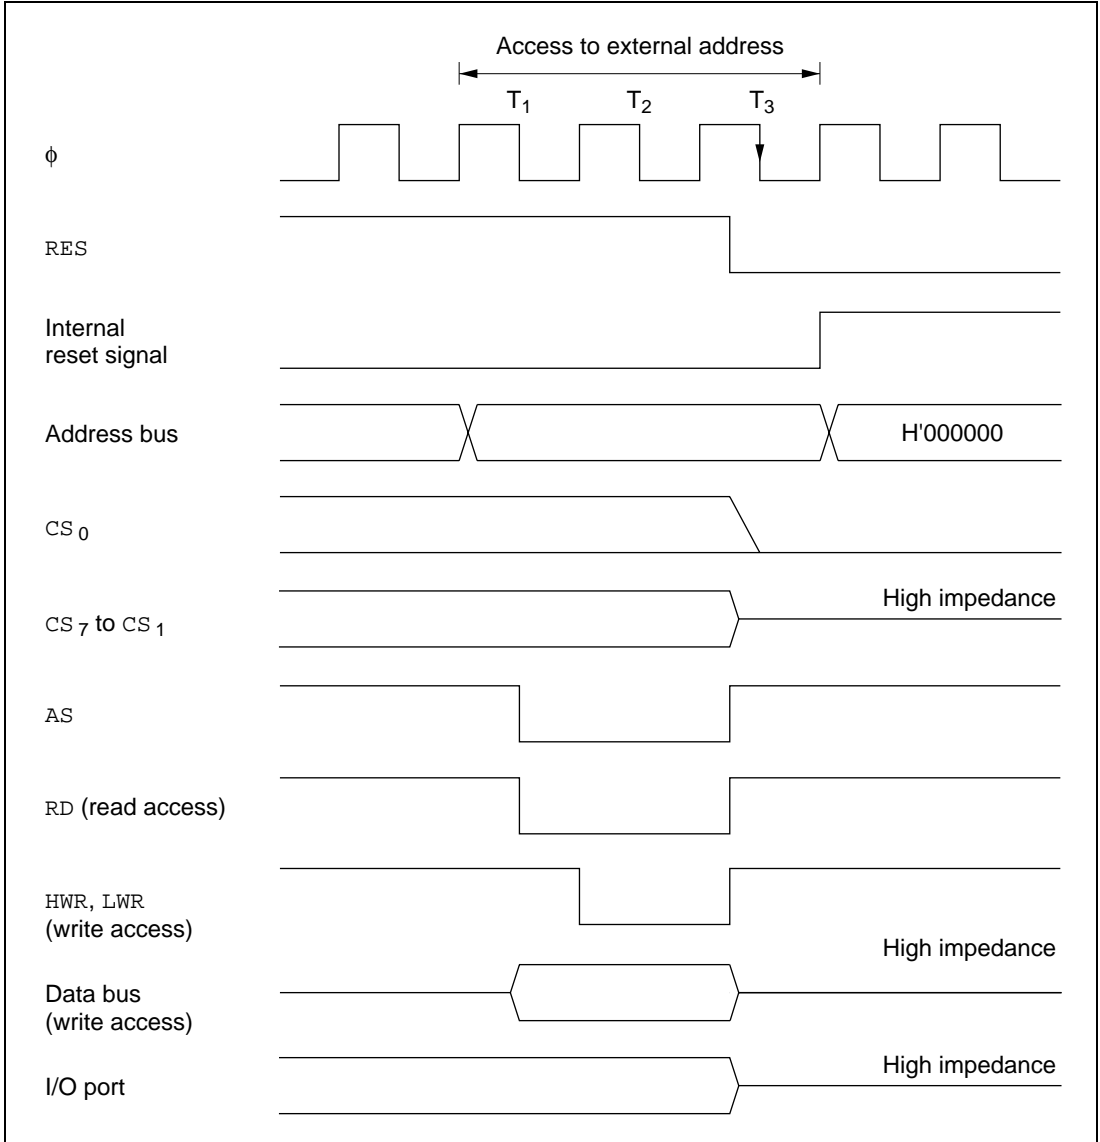 Access to external address
T1 T2 T3
φ
RES
Internal
reset signal
Address bus H'000000
CS0
High impedance
CS7 to CS1
AS
RD (read access)
HWR, LWR
(write access)
High impedance
Data bus
(write access)
High impedance
I/O port